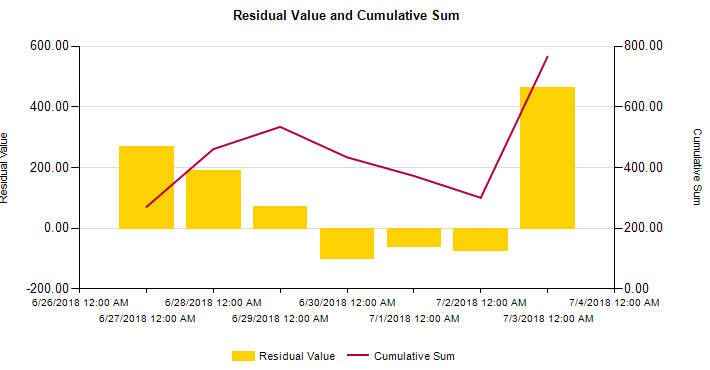 Residual Value and Cumulative Sum
600.00
400.00
200.00
0.00
-200.00
Residual Value
800.00
600.00
400.00
200.00
0.00
Cumulative Sum
6/26/2018 12:00 AM
6/28/2018 12:00 AM
6/30/2018 12:00 AM
7/2/2018 12:00 AM
7/4/2018 12:00 AM
6/27/2018 12:00 AM
6/29/2018 12:00 AM
7/1/2018 12:00 AM
7/3/2018 12:00 AM
Residual Value
Cumulative Sum